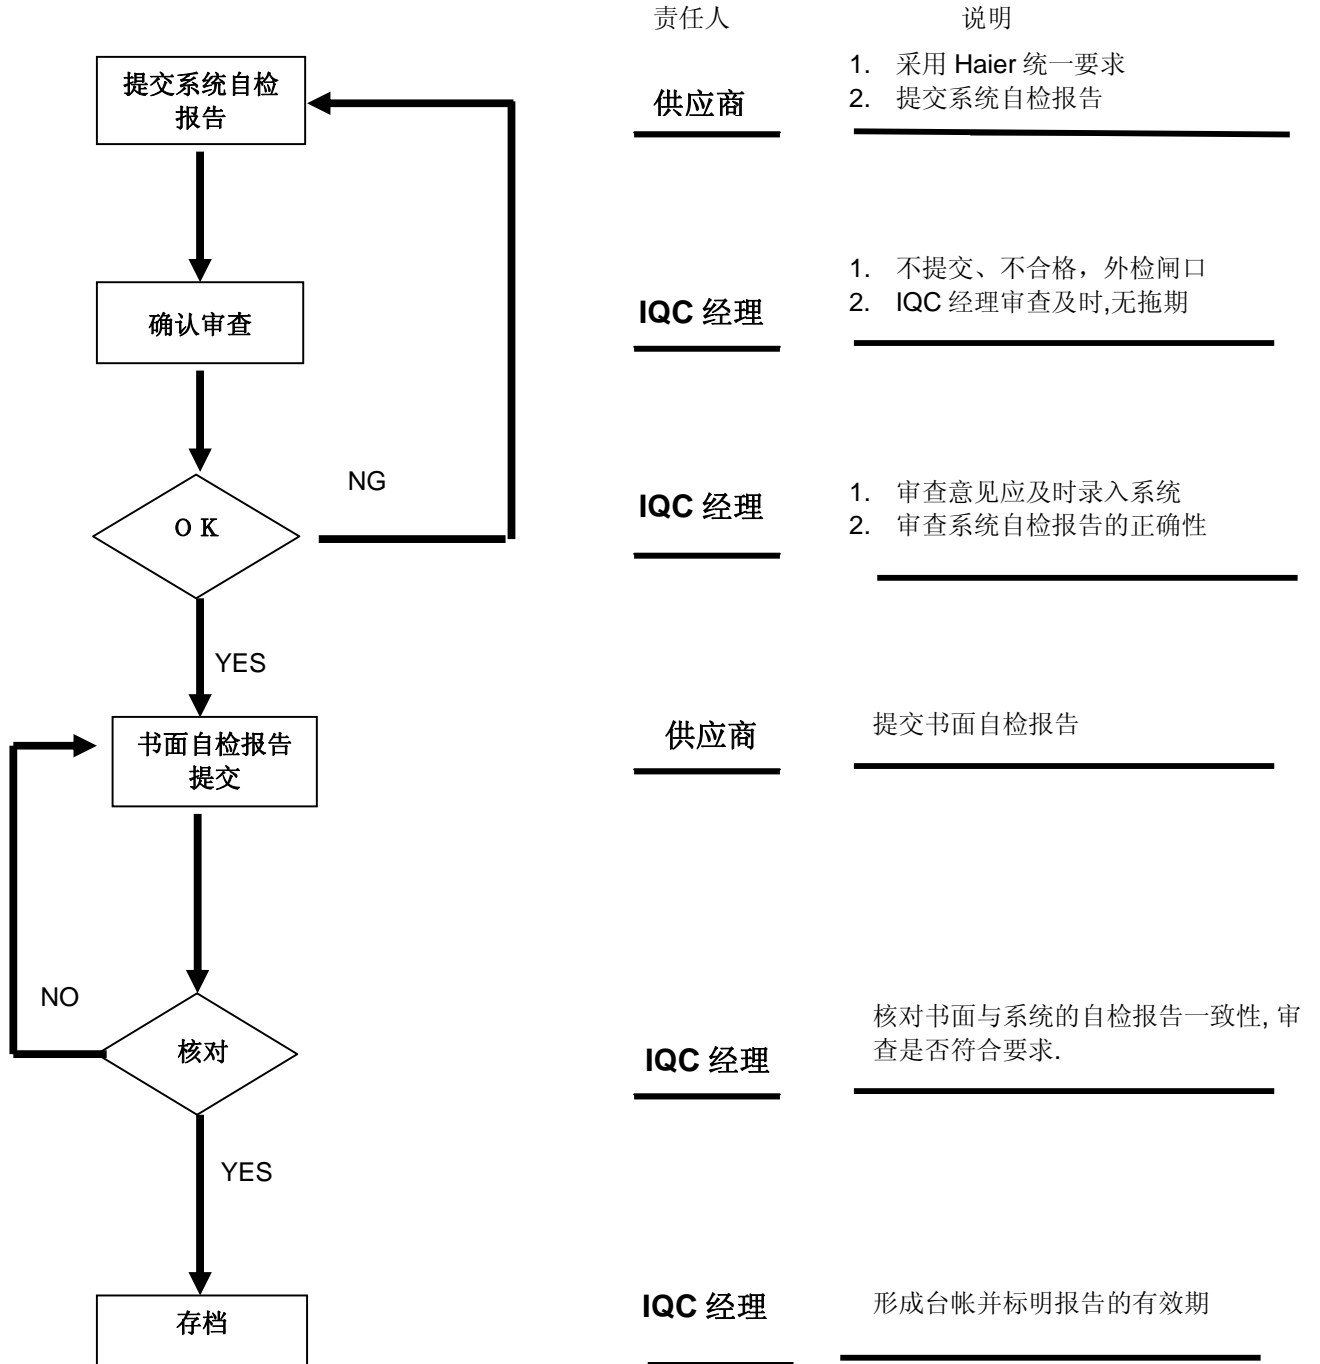 责任人 说明
提交系统自检
报告
供应商
1. 采用 Haier 统一要求
2. 提交系统自检报告
确认审查
IQC 经理
1. 不提交、不合格，外检闸口
2. IQC 经理审查及时,无拖期
O K
NG
IQC 经理
1. 审查意见应及时录入系统
2. 审查系统自检报告的正确性
YES
书面自检报告
提交
供应商
提交书面自检报告
NO
核对
IQC 经理
核对书面与系统的自检报告一致性, 审
查是否符合要求.
YES
存档
IQC 经理
形成台帐并标明报告的有效期